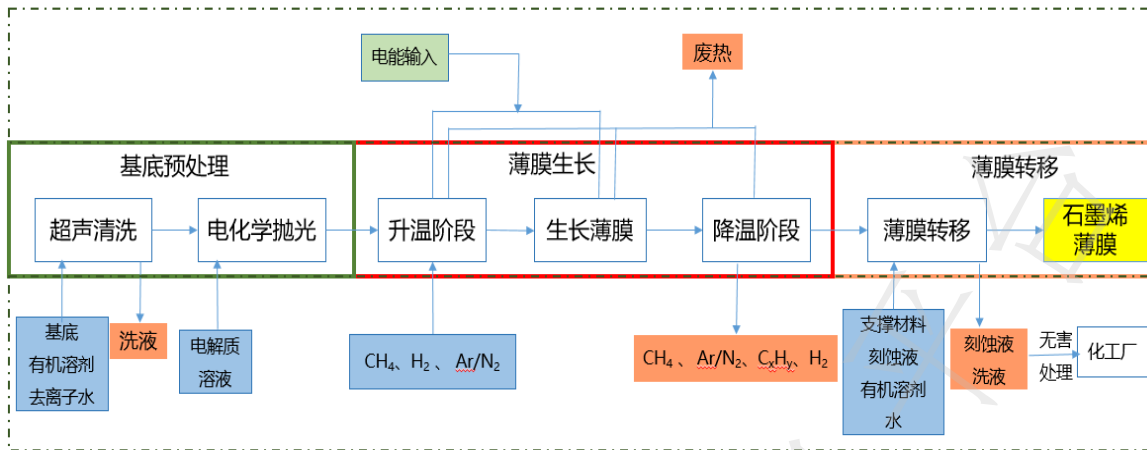 电能输入
废热
基底预处理
薄膜生长
薄膜转移
超声清洗
电化学抛光
升温阶段
生长薄膜
降温阶段
薄膜转移
石墨烯
薄膜
基底
有机溶剂
去离子水
洗液
电解质
溶液
CH₄、H₂ 、 Ar/N₂
CH₄ 、 Ar/N₂、CₓHᵧ、H₂
支撑材料
刻蚀液
有机溶剂
水
刻蚀液
洗液
无害
处理
化工厂